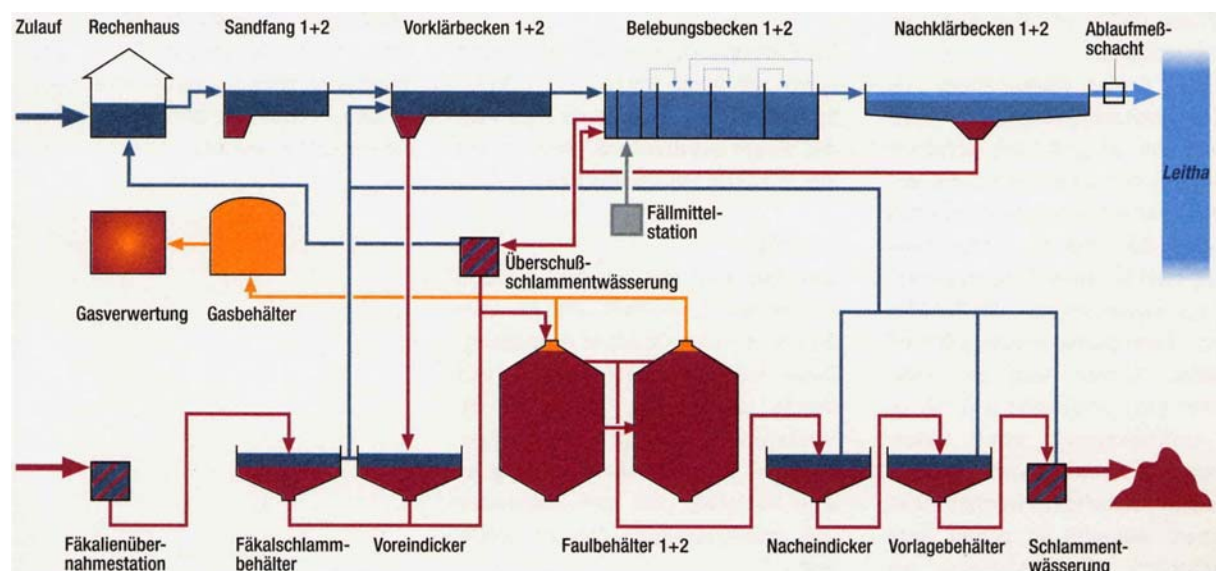 Zulauf
Rechenhaus
Sandfang 1+2
Vorklärbecken 1+2
Belebungsbecken 1+2
Nachklärbecken 1+2
Ablaufmeß-
schacht
Leitha
Fällmittel-
station
Überschuß-
schlammentwässerung
Gasverwertung
Gasbehälter
Fäkalienüber-
nahmestation
Fäkalschlamm-
behälter
Voreindicker
Faulbehälter 1+2
Nacheindicker
Vorlagebehälter
Schlammment-
wässerung